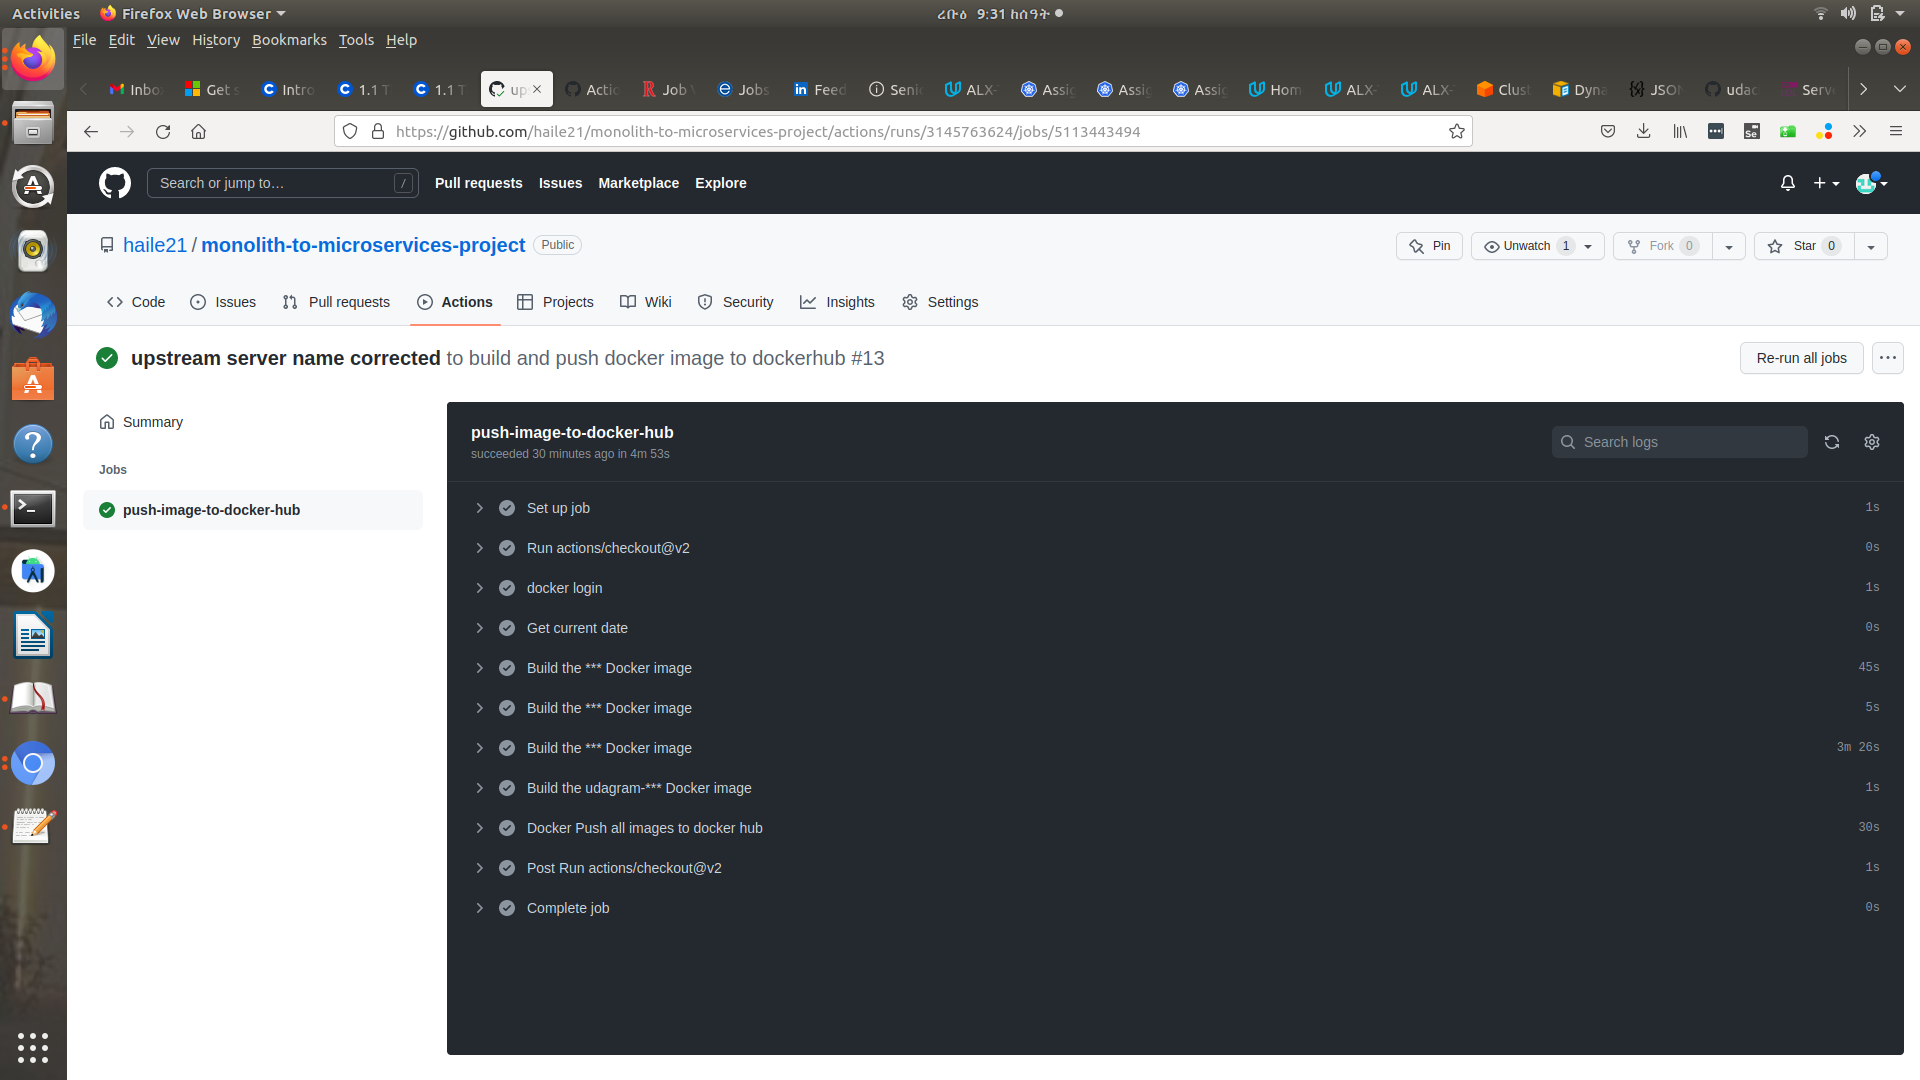 Activities Firefox Web Browser ረቡዕ 9:31 ከሰዓት
File Edit View History Bookmarks Tools Help
Inbo Get s Intro 1.1 T 1.1 T up Actio Job Jobs Feed Senic ALX- Assig Assig Assig Hom ALX- ALX- Clust Dyna JSON udac Serve
https://github.com/haile21/monolith-to-microservices-project/actions/runs/3145763624/jobs/5113443494
Search or jump to… / Pull requests Issues Marketplace Explore
haile21 / monolith-to-microservices-project Public Pin Unwatch 1 Fork 0 Star 0
Code Issues Pull requests Actions Projects Wiki Security Insights Settings
upstream server name corrected to build and push docker image to dockerhub #13 Re-run all jobs
Summary
Jobs
push-image-to-docker-hub
push-image-to-docker-hub
succeeded 30 minutes ago in 4m 53s
Search logs
Set up job 1s
Run actions/checkout@v2 0s
docker login 1s
Get current date 0s
Build the *** Docker image 45s
Build the *** Docker image 5s
Build the *** Docker image 3m 26s
Build the udagram-*** Docker image 1s
Docker Push all images to docker hub 30s
Post Run actions/checkout@v2 1s
Complete job 0s